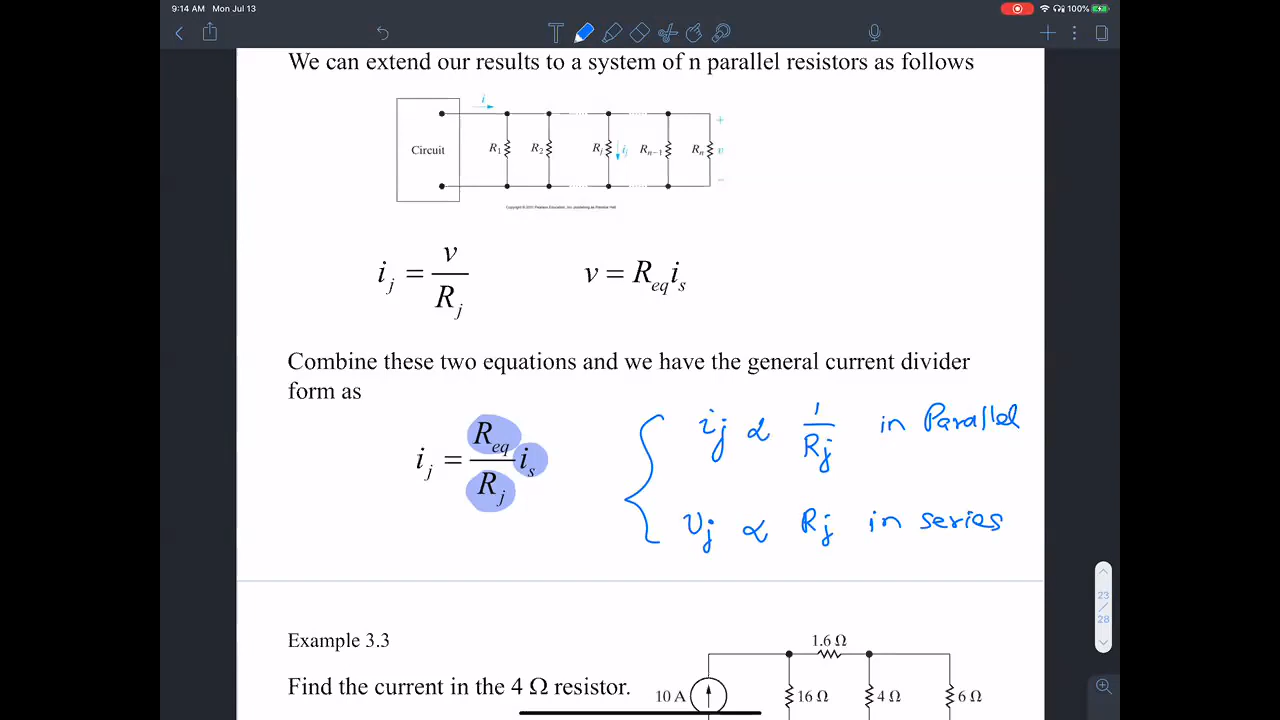 9:14 AM Mon Jul 13
100%
We can extend our results to a system of n parallel resistors as follows
i
+
Circuit R₁ R₂ Rⱼ iⱼ Rₙ₋₁ Rₙ v
−
iⱼ = v / Rⱼ
v = R_eq iₛ
Combine these two equations and we have the general current divider
form as
iⱼ = R_eq / Rⱼ iₛ
iⱼ ∝ 1 / Rⱼ in Parallel
vⱼ ∝ Rⱼ in series
23
/
28
Example 3.3
1.6 Ω
Find the current in the 4 Ω resistor.
10 A 16 Ω 4 Ω 6 Ω